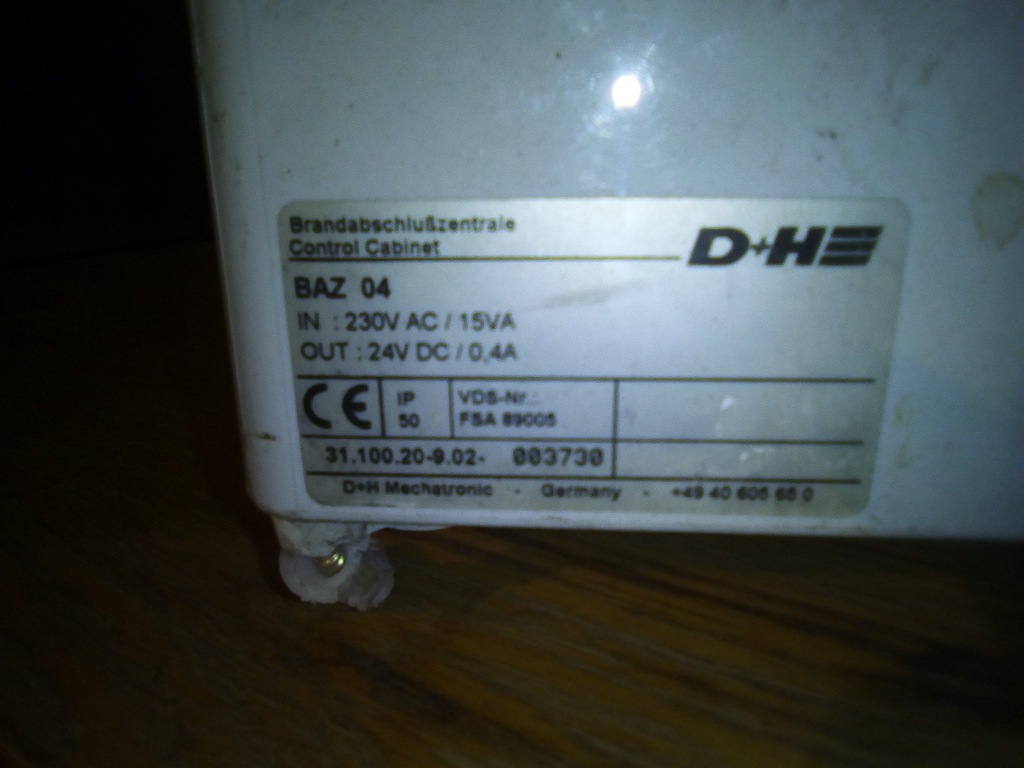 Brandabschlußzentrale
Control Cabinet
D+H
BAZ 04
IN : 230V AC / 15VA
OUT : 24V DC / 0,4A
CE
IP
50
VDS-Nr.:
FSA 89005
31.100.20-9.02- 003730
D+H Mechatronic - Germany - +49 40 605 65 0